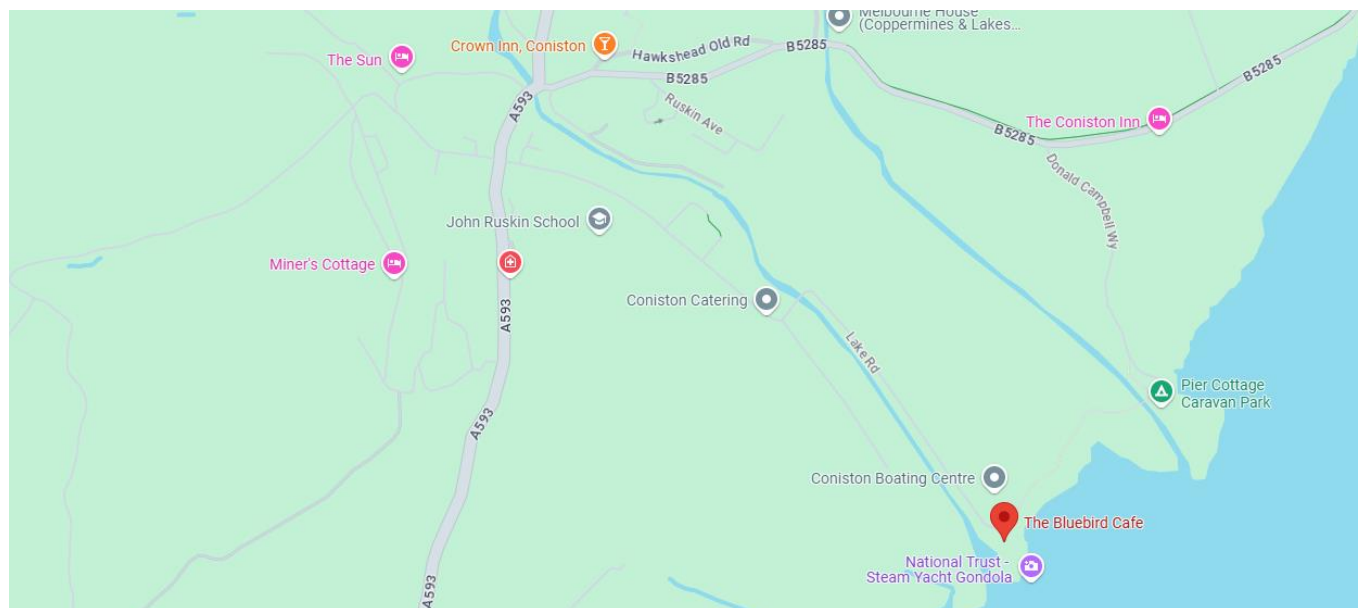 Melbourne House
(Coppermines & Lakes...
Crown Inn, Coniston
Hawkshead Old Rd
B5285
B5285
The Sun
B5285
A593
Ruskin Ave
The Coniston Inn
B5285
Donald Campbell Wy
John Ruskin School
Miner's Cottage
Coniston Catering
A593
Lake Rd
Pier Cottage
Caravan Park
A593
Coniston Boating Centre
The Bluebird Cafe
National Trust -
Steam Yacht Gondola
A593